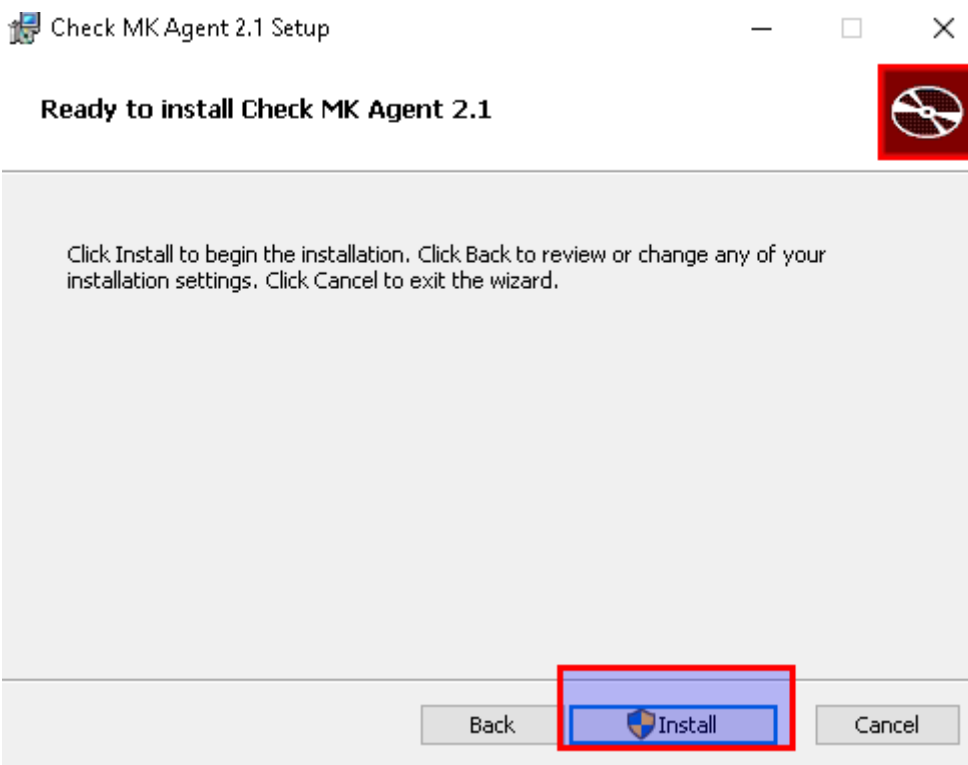 Check MK Agent 2.1 Setup
Ready to install Check MK Agent 2.1
Click Install to begin the installation. Click Back to review or change any of your
installation settings. Click Cancel to exit the wizard.
Back Install Cancel